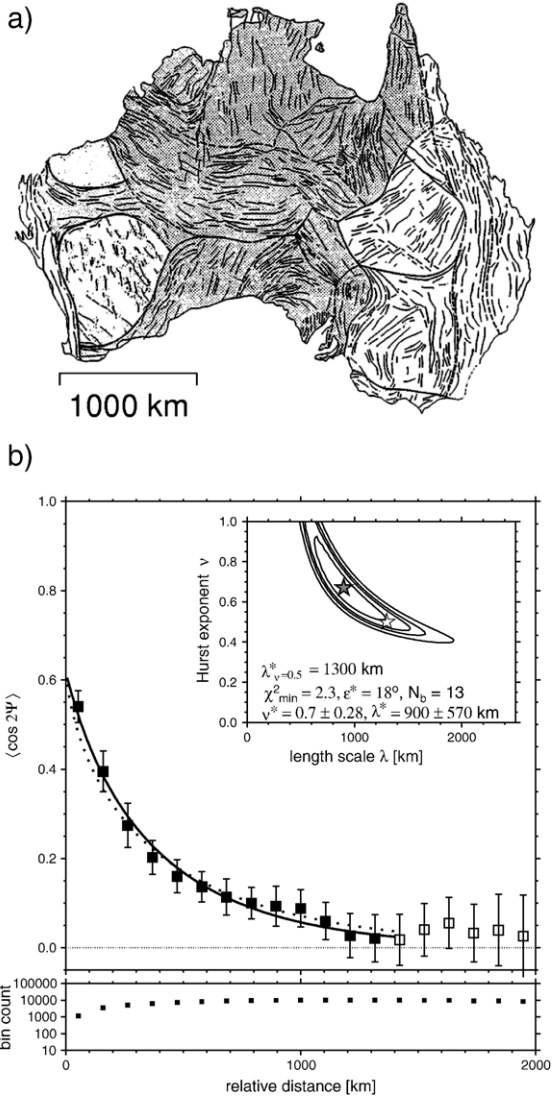 a)
1000 km
b)
1.0
0.8
0.6
0.4
0.2
0.0
⟨cos 2Ψ⟩
1.0
0.8
0.6
0.4
0.2
0.0
Hurst exponent ν
λ*ν=0.5 = 1300 km
χ²min = 2.3, ε* = 18°, Nb = 13
ν* = 0.7 ± 0.28, λ* = 900 ± 570 km
0 1000 2000
length scale λ [km]
100000
10000
1000
100
10
bin count
0 1000 2000
relative distance [km]